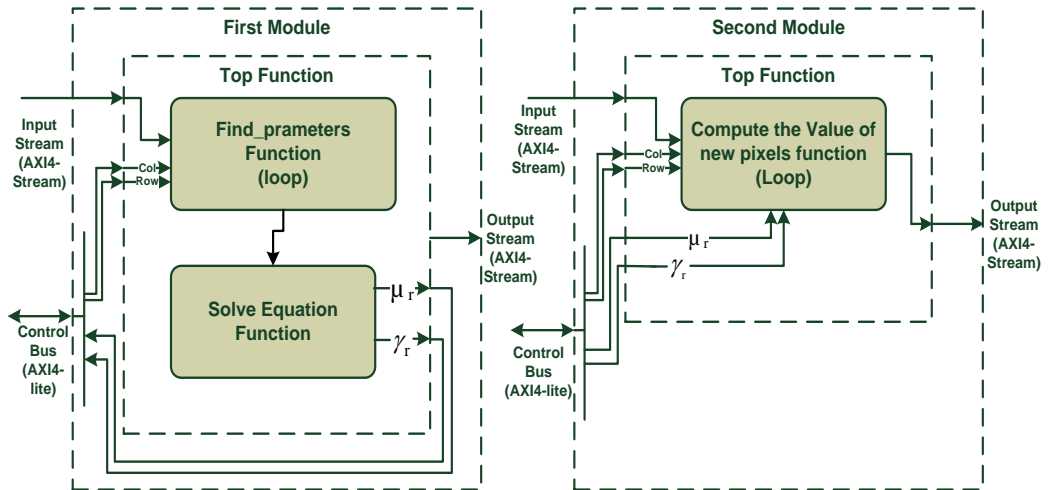 First Module
Top Function
Input
Stream
(AXI4-
Stream)
Find_prameters
Function
(loop)
Col
Row
Output
Stream
(AXI4-
Stream)
Solve Equation
Function
μ r
γr
Control
Bus
(AXI4-
lite)
Second Module
Top Function
Input
Stream
(AXI4-
Stream)
Compute the Value of
new pixels function
(Loop)
Col
Row
Output
Stream
(AXI4-
Stream)
μ r
γr
Control
Bus
(AXI4-lite)